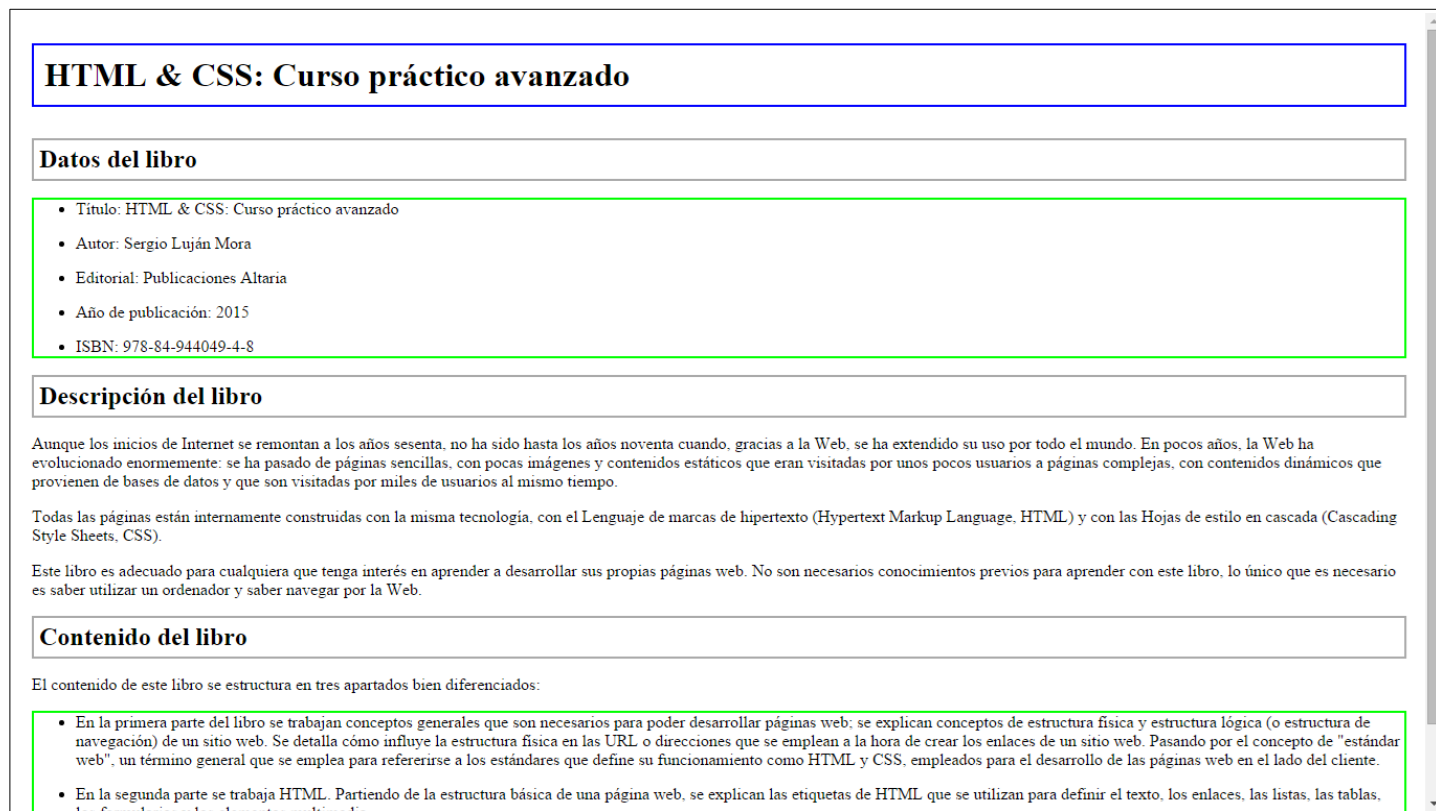 HTML & CSS: Curso práctico avanzado
Datos del libro
• Título: HTML & CSS: Curso práctico avanzado
• Autor: Sergio Luján Mora
• Editorial: Publicaciones Altaria
• Año de publicación: 2015
• ISBN: 978-84-944049-4-8
Descripción del libro
Aunque los inicios de Internet se remontan a los años sesenta, no ha sido hasta los años noventa cuando, gracias a la Web, se ha extendido su uso por todo el mundo. En pocos años, la Web ha
evolucionado enormemente: se ha pasado de páginas sencillas, con pocas imágenes y contenidos estáticos que eran visitadas por unos pocos usuarios a páginas complejas, con contenidos dinámicos que
provienen de bases de datos y que son visitadas por miles de usuarios al mismo tiempo.
Todas las páginas están internamente construidas con la misma tecnología, con el Lenguaje de marcas de hipertexto (Hypertext Markup Language, HTML) y con las Hojas de estilo en cascada (Cascading
Style Sheets, CSS).
Este libro es adecuado para cualquiera que tenga interés en aprender a desarrollar sus propias páginas web. No son necesarios conocimientos previos para aprender con este libro, lo único que es necesario
es saber utilizar un ordenador y saber navegar por la Web.
Contenido del libro
El contenido de este libro se estructura en tres apartados bien diferenciados:
• En la primera parte del libro se trabajan conceptos generales que son necesarios para poder desarrollar páginas web; se explican conceptos de estructura física y estructura lógica (o estructura de
navegación) de un sitio web. Se detalla cómo influye la estructura física en las URL o direcciones que se emplean a la hora de crear los enlaces de un sitio web. Pasando por el concepto de "estándar
web", un término general que se emplea para refererirse a los estándares que define su funcionamiento como HTML y CSS, empleados para el desarrollo de las páginas web en el lado del cliente.
• En la segunda parte se trabaja HTML. Partiendo de la estructura básica de una página web, se explican las etiquetas de HTML que se utilizan para definir el texto, los enlaces, las listas, las tablas,